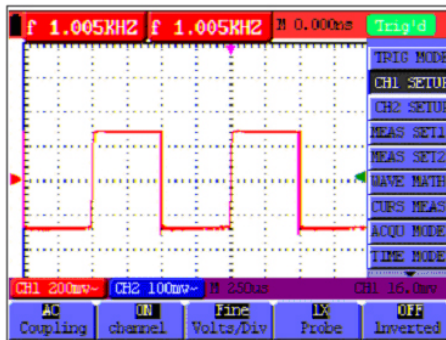 f 1.005KHZ f 1.005KHZ M 0.000ns Trig'd
TRIG MODE
CH1 SETUP
CH2 SETUP
MEAS SET1
MEAS SET2
WAVE MATH
CURS MEAS
ACQU MODE
TIME MODE
CH1 200mv~ CH2 100mv~ M 250us CH1 16.0mv
AC ON Fine 1X OFF
Coupling channel Volts/Div Probe Inverted